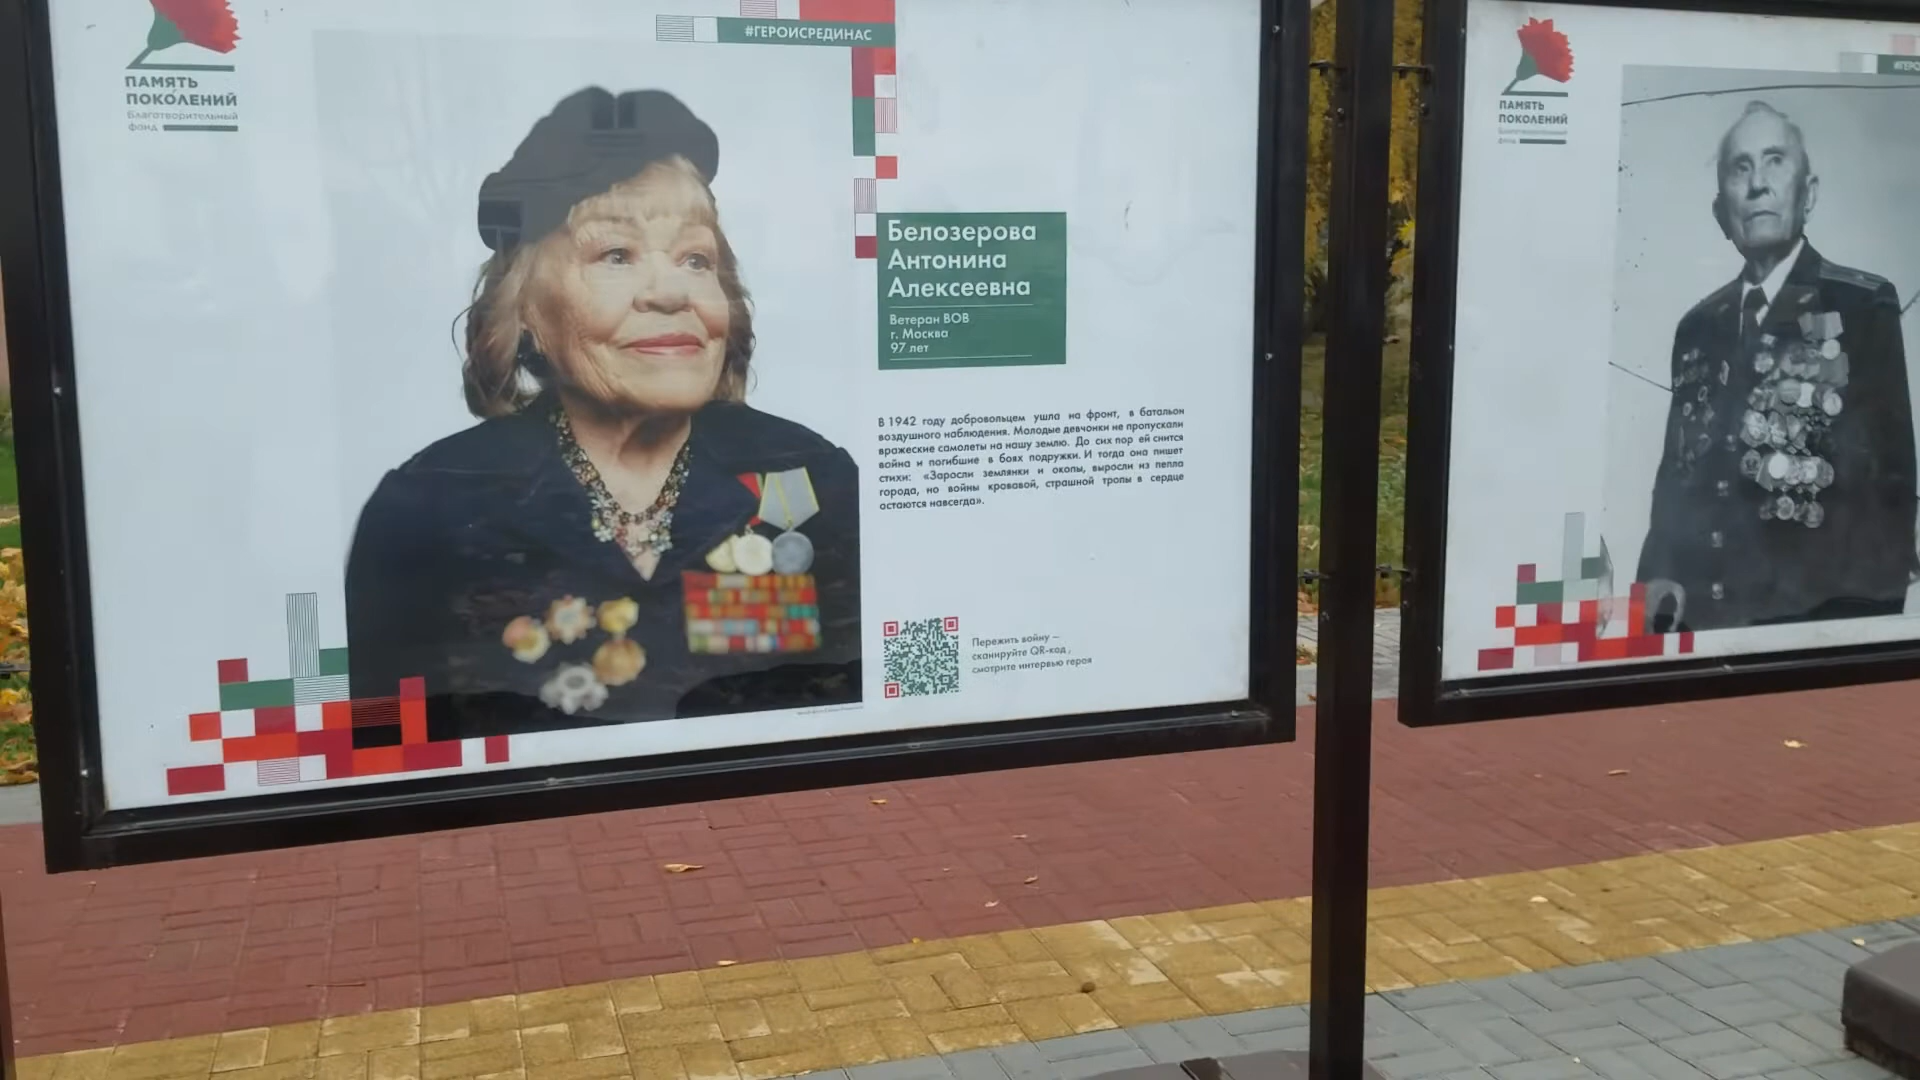 ПАМЯТЬ
ПОКОЛЕНИЙ
Благотворительный
фонд
#ГЕРОИСРЕДИНАС
Белозерова
Антонина
Алексеевна
Ветеран ВОВ
г. Москва
97 лет
В 1942 году добровольцем ушла на фронт, в батальон
воздушного наблюдения. Молодые девчонки не пропускали
вражеские самолеты на нашу землю. До сих пор ей снится
война и погибшие в боях подружки. И тогда она пишет
стихи: «Заросли землянки и окопы, выросли из пепла
города, но войны кровавой, страшной тропы в сердце
остаются навсегда».
Пережить войну –
сканируйте QR-код,
смотрите интервью героя
ПАМЯТЬ
ПОКОЛЕНИЙ
Благотворительный
фонд
#ГЕРО